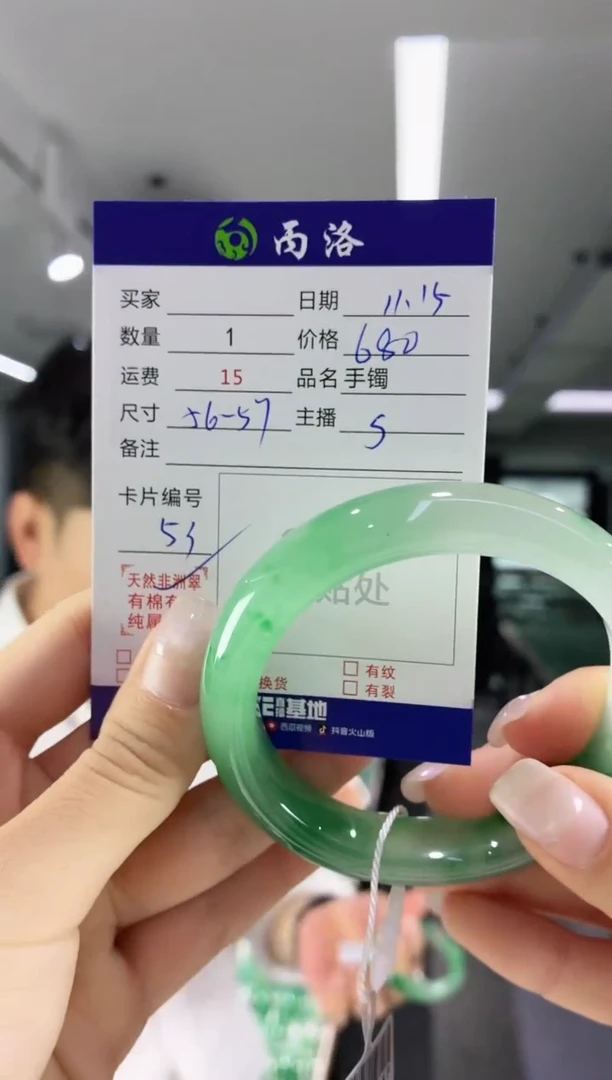 丙洛
买家 日期 11.15
数量 1 价格 680
运费 15 品名 手镯
尺寸 56-57 主播 S
备注
卡片编号
53
天然非洲翠
有棉有
纯属
贴处
换货
有纹
有裂
基地
西瓜视频 抖音火山版